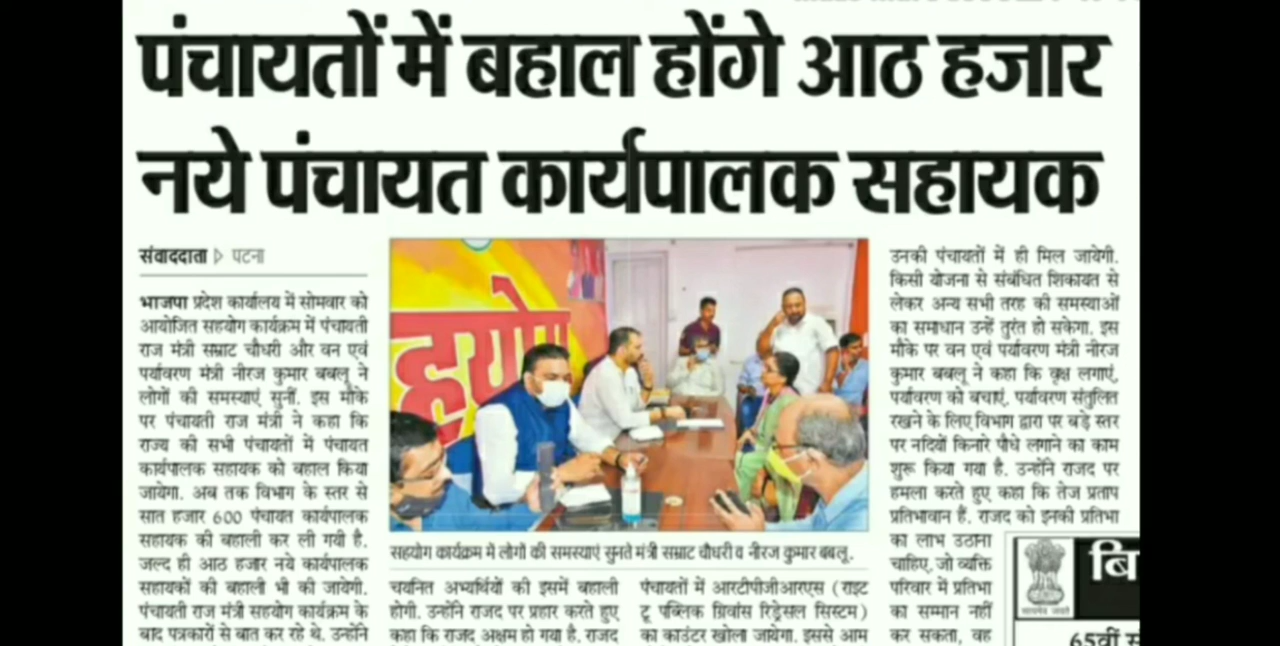 पंचायतों में बहाल होंगे आठ हजार
नये पंचायत कार्यपालक सहायक
संवाददाता ▷ पटना
भाजपा प्रदेश कार्यालय में सोमवार को
आयोजित सहयोग कार्यक्रम में पंचायती
राज मंत्री सम्राट चौधरी और वन एवं
पर्यावरण मंत्री नीरज कुमार बबलू ने
लोगों की समस्याएं सुनीं. इस मौके
पर पंचायती राज मंत्री ने कहा कि
राज्य की सभी पंचायतों में पंचायत
कार्यपालक सहायक को बहाल किया
जायेगा. अब तक विभाग के स्तर से
सात हजार 600 पंचायत कार्यपालक
सहायक की बहाली कर ली गयी है.
जल्द ही आठ हजार नये कार्यपालक
सहायकों की बहाली भी की जायेगी.
पंचायती राज मंत्री सहयोग कार्यक्रम के
बाद पत्रकारों से बात कर रहे थे. उन्होंने
हयोग
सहयोग कार्यक्रम में लोगों की समस्याएं सुनते मंत्री सम्राट चौधरी व नीरज कुमार बबलू.
चयनित अभ्यर्थियों की इसमें बहाली
होगी. उन्होंने राजद पर प्रहार करते हुए
कहा कि राजद अक्षम हो गया है. राजद
पंचायतों में आरटीपीजीआरएस (राइट
टू पब्लिक ग्रिवांस रिड्रेसल सिस्टम)
का काउंटर खोला जायेगा. इससे आम
उनकी पंचायतों में ही मिल जायेगी.
किसी योजना से संबंधित शिकायत से
लेकर अन्य सभी तरह की समस्याओं
का समाधान उन्हें तुरंत हो सकेगा. इस
मौके पर वन एवं पर्यावरण मंत्री नीरज
कुमार बबलू ने कहा कि वृक्ष लगाएं,
पर्यावरण को बचाएं. पर्यावरण संतुलित
रखने के लिए विभाग द्वारा पर बड़े स्तर
पर नदियों किनारे पौधे लगाने का काम
शुरू किया गया है. उन्होंने राजद पर
हमला करते हुए कहा कि तेज प्रताप
प्रतिभावान हैं. राजद को इनकी प्रतिभा
का लाभ उठाना
चाहिए. जो व्यक्ति
परिवार में प्रतिभा
का सम्मान नहीं
कर सकता, वह
सत्यमेव जयते
बि
65वीं स